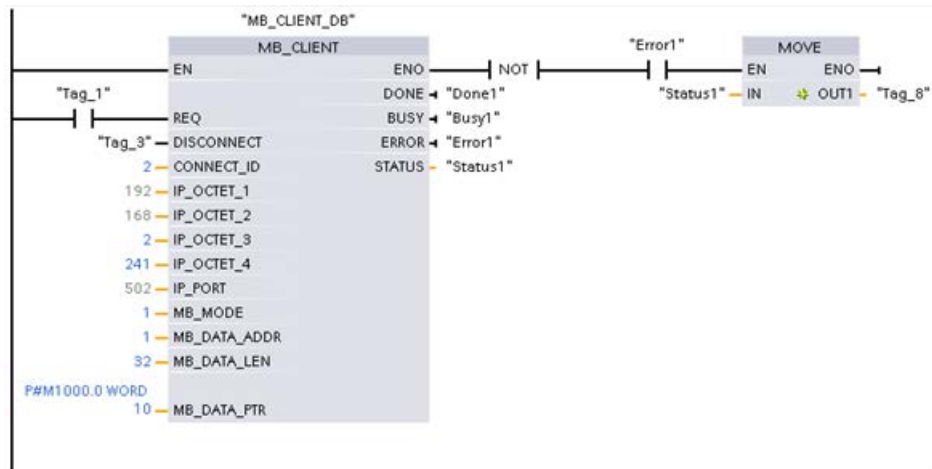 "MB_CLIENT_DB"
MB_CLIENT
EN ENO NOT "Error1" MOVE EN ENO
"Tag_1" DONE "Done1" "Status1" IN OUT1 "Tag_8"
REQ BUSY "Busy1"
"Tag_3" DISCONNECT ERROR "Error1"
2 CONNECT_ID STATUS "Status1"
192 IP_OCTET_1
168 IP_OCTET_2
2 IP_OCTET_3
241 IP_OCTET_4
502 IP_PORT
1 MB_MODE
1 MB_DATA_ADDR
32 MB_DATA_LEN
P#M1000.0 WORD
10 MB_DATA_PTR